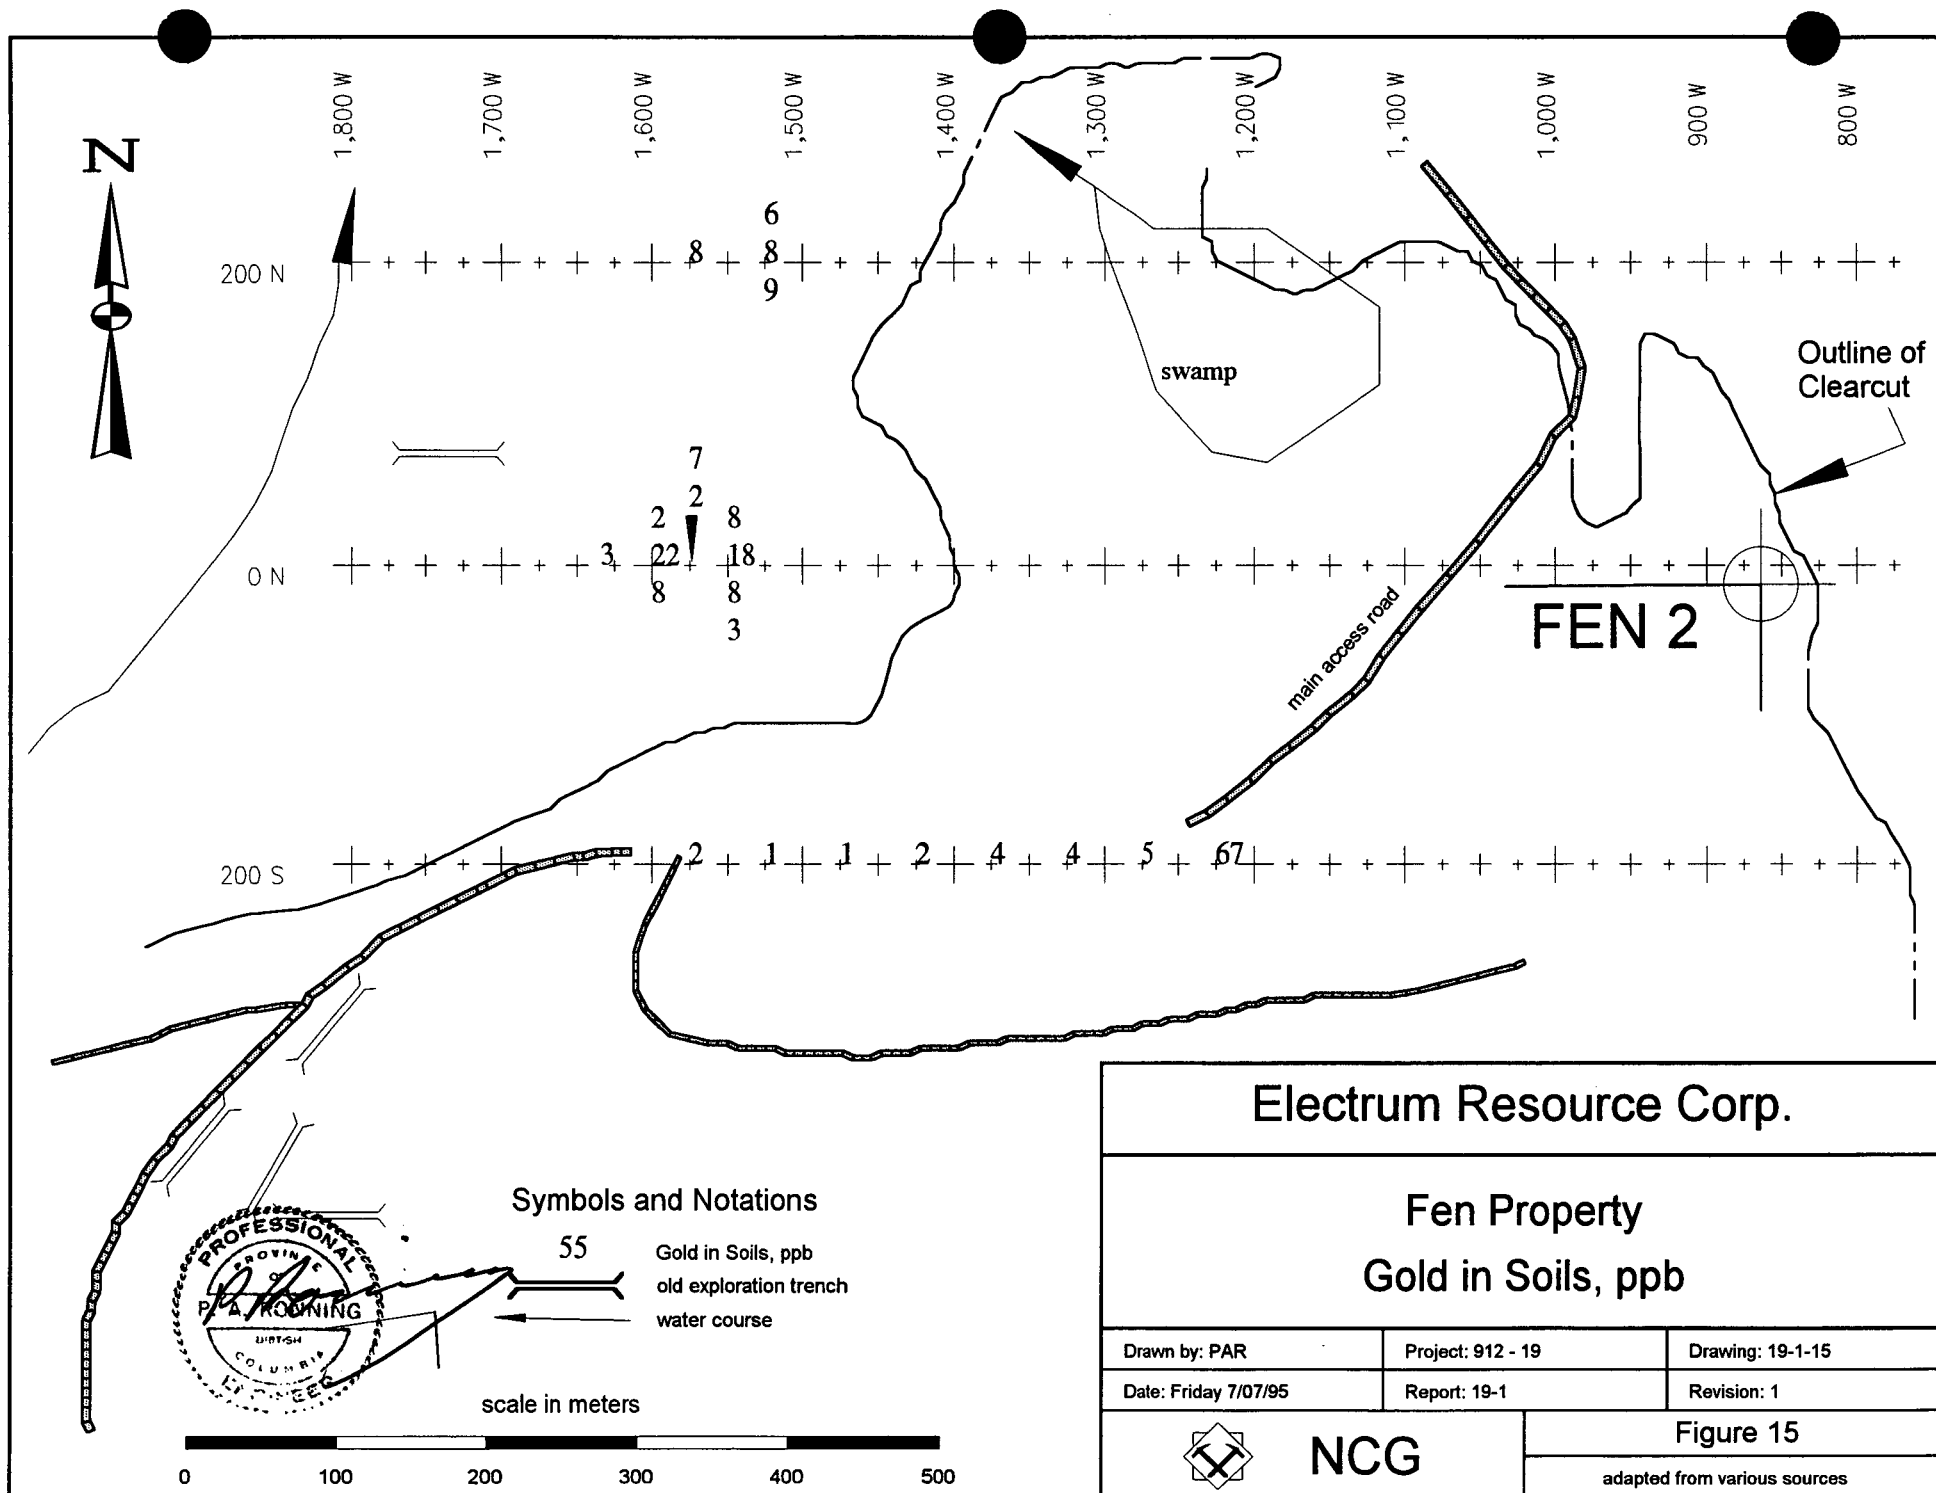 1,800 W
1,700 W
1,600 W
1,500 W
1,400 W
1,300 W
1,200 W
1,100 W
1,000 W
900 W
800 W
N
6
8 8
200 N
9
swamp
Outline of
Clearcut
7
2
2 8
3 22 18
0 N
8 8
3
FEN 2
main access road
2 1 1 2 4 4 5 67
200 S
Symbols and Notations
55 Gold in Soils, ppb
old exploration trench
water course
PROFESSIONAL
PROVINCE
OF
P. A. RONNING
BRITISH
COLUMBIA
ENGINEER
scale in meters
0 100 200 300 400 500
Electrum Resource Corp.
Fen Property
Gold in Soils, ppb
Drawn by: PAR Project: 912 - 19 Drawing: 19-1-15
Date: Friday 7/07/95 Report: 19-1 Revision: 1
NCG
Figure 15
adapted from various sources